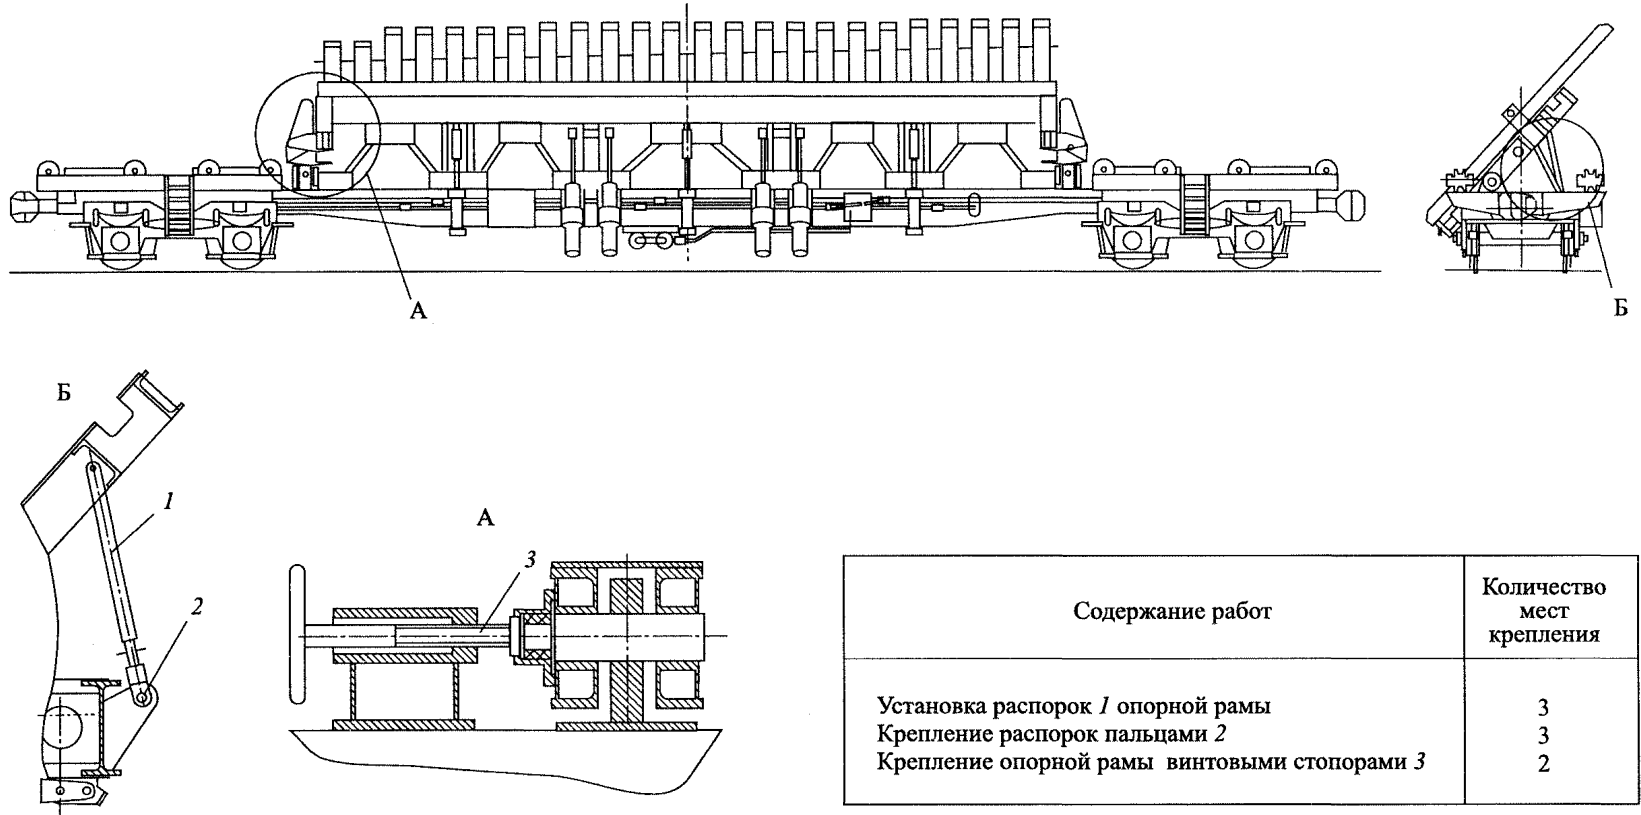 А
Б
Б
1
2
А
3
Содержание работ
Количество
мест
крепления
Установка распорок 1 опорной рамы 3
Крепление распорок пальцами 2 3
Крепление опорной рамы винтовыми стопорами 3 2